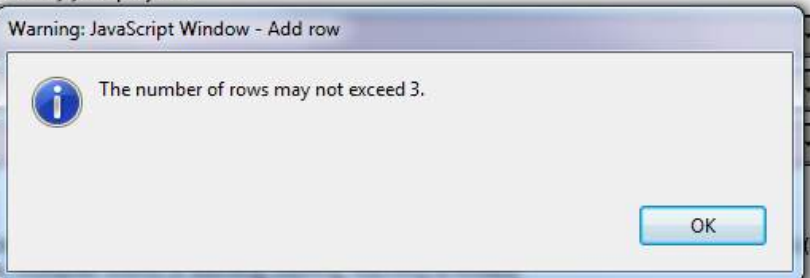 Warning: JavaScript Window - Add row
The number of rows may not exceed 3.
OK